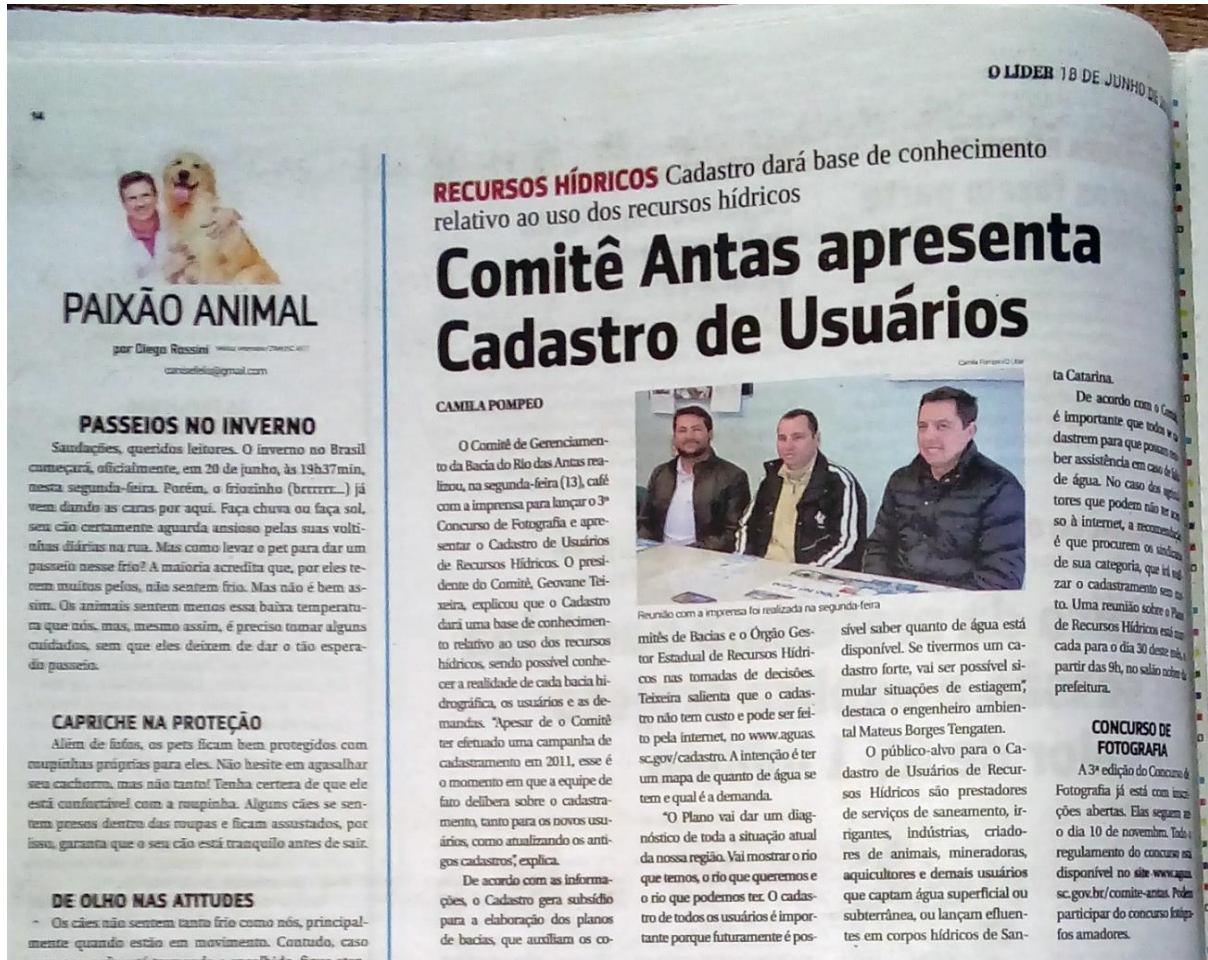 14
O LIDER 18 DE JUNHO DE
PAIXÃO ANIMAL
por Diego Rossini
PASSEIOS NO INVERNO
Saudações, queridos leitores. O inverno no Brasil
começará, oficialmente, em 20 de junho, às 19h37min,
nesta segunda-feira. Porém, o friozinho (brrrrrr...) já
vem dando as caras por aqui. Faça chuva ou faça sol,
seu cão certamente aguarda ansioso pelas suas volti-
nhas diárias na rua. Mas como levar o pet para dar um
passeio nesse frio? A maioria acredita que, por eles te-
rem muitos pelos, não sentem frio. Mas não é bem as-
sim. Os animais sentem menos essa baixa temperatu-
ra que nós, mas, mesmo assim, é preciso tomar alguns
cuidados, sem que eles deixem de dar o tão espera-
do passeio.
CAPRICHE NA PROTEÇÃO
Além de fofos, os pets ficam bem protegidos com
roupinhas próprias para eles. Não hesite em agasalhar
seu cachorro, mas não tanto! Tenha certeza de que ele
está confortável com a roupinha. Alguns cães se sen-
tem presos dentro das roupas e ficam assustados, por
isso, garanta que o seu cão está tranquilo antes de sair.
DE OLHO NAS ATITUDES
Os cães não sentem tanto frio como nós, principal-
mente quando estão em movimento. Contudo, caso
RECURSOS HÍDRICOS Cadastro dará base de conhecimento
relativo ao uso dos recursos hídricos
Comitê Antas apresenta
Cadastro de Usuários
CAMILA POMPEO
O Comitê de Gerenciamen-
to da Bacia do Rio das Antas rea-
lizou, na segunda-feira (13), café
com a imprensa para lançar o 3º
Concurso de Fotografia e apre-
sentar o Cadastro de Usuários
de Recursos Hídricos. O presi-
dente do Comitê, Geovane Tei-
xeira, explicou que o Cadastro
dará uma base de conhecimen-
to relativo ao uso dos recursos
hídricos, sendo possível conhe-
cer a realidade de cada bacia hi-
drográfica, os usuários e as de-
mandas. "Apesar de o Comitê
ter efetuado uma campanha de
cadastramento em 2011, esse é
o momento em que a equipe de
fato delibera sobre o cadastra-
mento, tanto para os novos usu-
ários, como atualizando os anti-
gos cadastros", explica.
De acordo com as informa-
ções, o Cadastro gera subsídio
para a elaboração dos planos
de bacias, que auxiliam os co-
Camila Pompeo/O Líder
Reunião com a imprensa foi realizada na segunda-feira
mitês de Bacias e o Órgão Ges-
tor Estadual de Recursos Hídri-
cos nas tomadas de decisões.
Teixeira salienta que o cadas-
tro não tem custo e pode ser fei-
to pela internet, no www.aguas.
sc.gov/cadastro. A intenção é ter
um mapa de quanto de água se
tem e qual é a demanda.
"O Plano vai dar um diag-
nóstico de toda a situação atual
da nossa região. Vai mostrar o rio
que temos, o rio que queremos e
o rio que podemos ter. O cadas-
tro de todos os usuários é impor-
tante porque futuramente é pos-
sível saber quanto de água está
disponível. Se tivermos um ca-
dastro forte, vai ser possível si-
mular situações de estiagem",
destaca o engenheiro ambien-
tal Mateus Borges Tengaten.
O público-alvo para o Ca-
dastro de Usuários de Recur-
sos Hídricos são prestadores
de serviços de saneamento, ir-
rigantes, indústrias, criado-
res de animais, mineradoras,
aquicultores e demais usuários
que captam água superficial ou
subterrânea, ou lançam efluen-
tes em corpos hídricos de San-
ta Catarina.
De acordo com o
é importante que todos se ca-
dastrem para que possam
ber assistência em caso de
de água. No caso dos
tores que podem não ter
so à internet, a recomendação
é que procurem os sindicatos
de sua categoria, que irá
zar o cadastramento sem
to. Uma reunião sobre o Plano
de Recursos Hídricos está
cada para o dia 30 deste mês, a
partir das 9h, no salão nobre da
prefeitura.
CONCURSO DE
FOTOGRAFIA
A 3ª edição do Concurso de
Fotografia já está com inscri-
ções abertas. Elas seguem até
o dia 10 de novembro. Todo o
regulamento do concurso está
disponível no site www.aguas.
sc.gov.br/comite-antas. Podem
participar do concurso fotógra-
fos amadores.